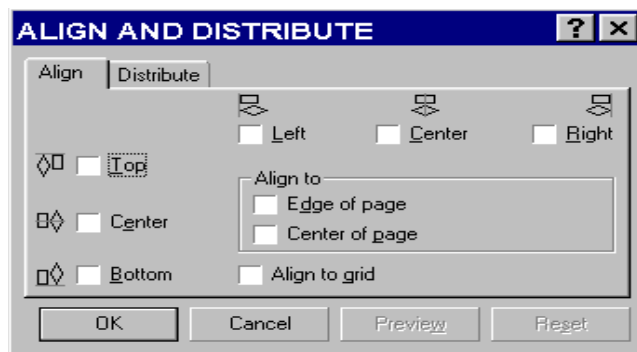 ALIGN AND DISTRIBUTE ? ×
Align Distribute
Left Center Right
Top
Align to
Edge of page
Center
Center of page
Bottom Align to grid
OK Cancel Preview Reset